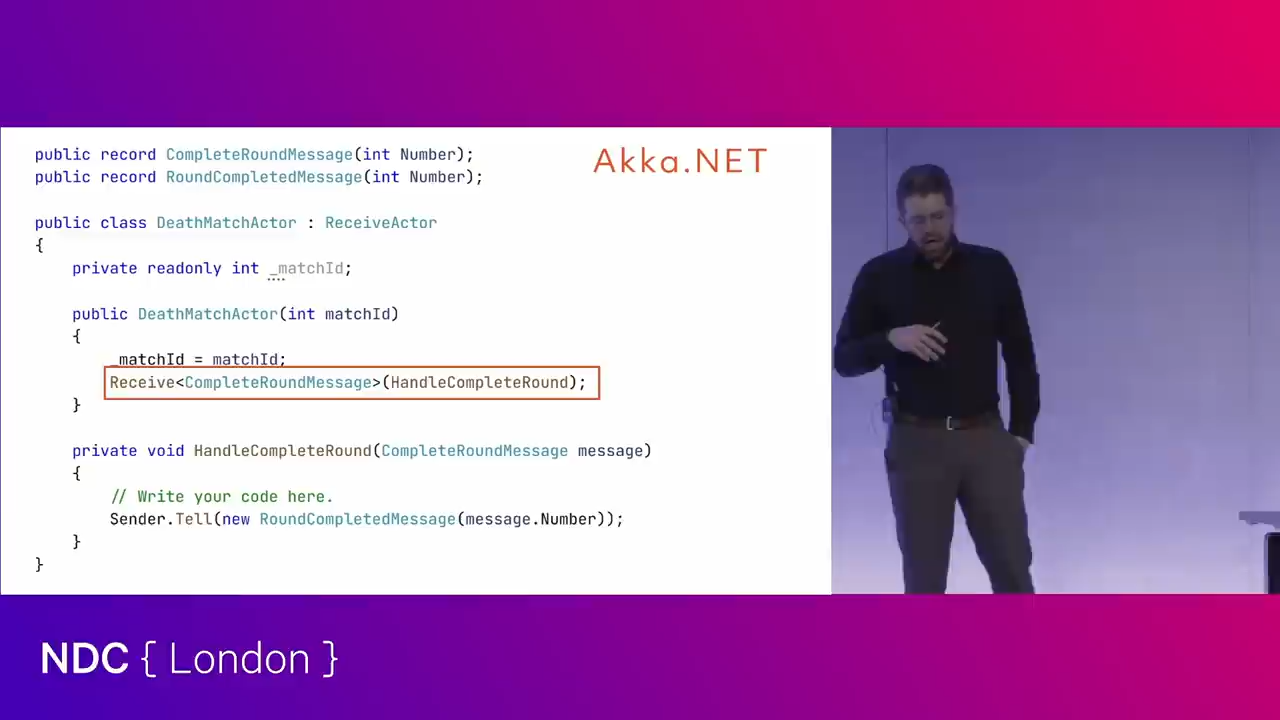 public record CompleteRoundMessage(int Number);
public record RoundCompletedMessage(int Number);
Akka.NET
public class DeathMatchActor : ReceiveActor
{
private readonly int _matchId;
public DeathMatchActor(int matchId)
{
_matchId = matchId;
Receive<CompleteRoundMessage>(HandleCompleteRound);
}
private void HandleCompleteRound(CompleteRoundMessage message)
{
// Write your code here.
Sender.Tell(new RoundCompletedMessage(message.Number));
}
}
NDC { London }